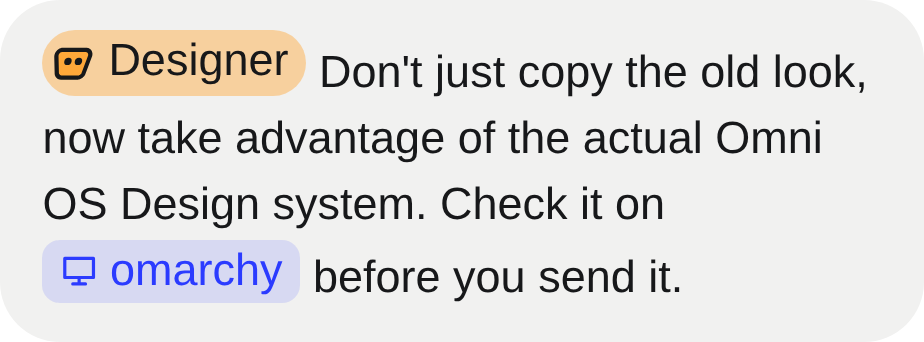 Designer Don't just copy the old look,
now take advantage of the actual Omni
OS Design system. Check it on
omarchy before you send it.